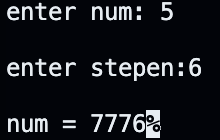 enter num: 5
enter stepen:6
num = 7776%